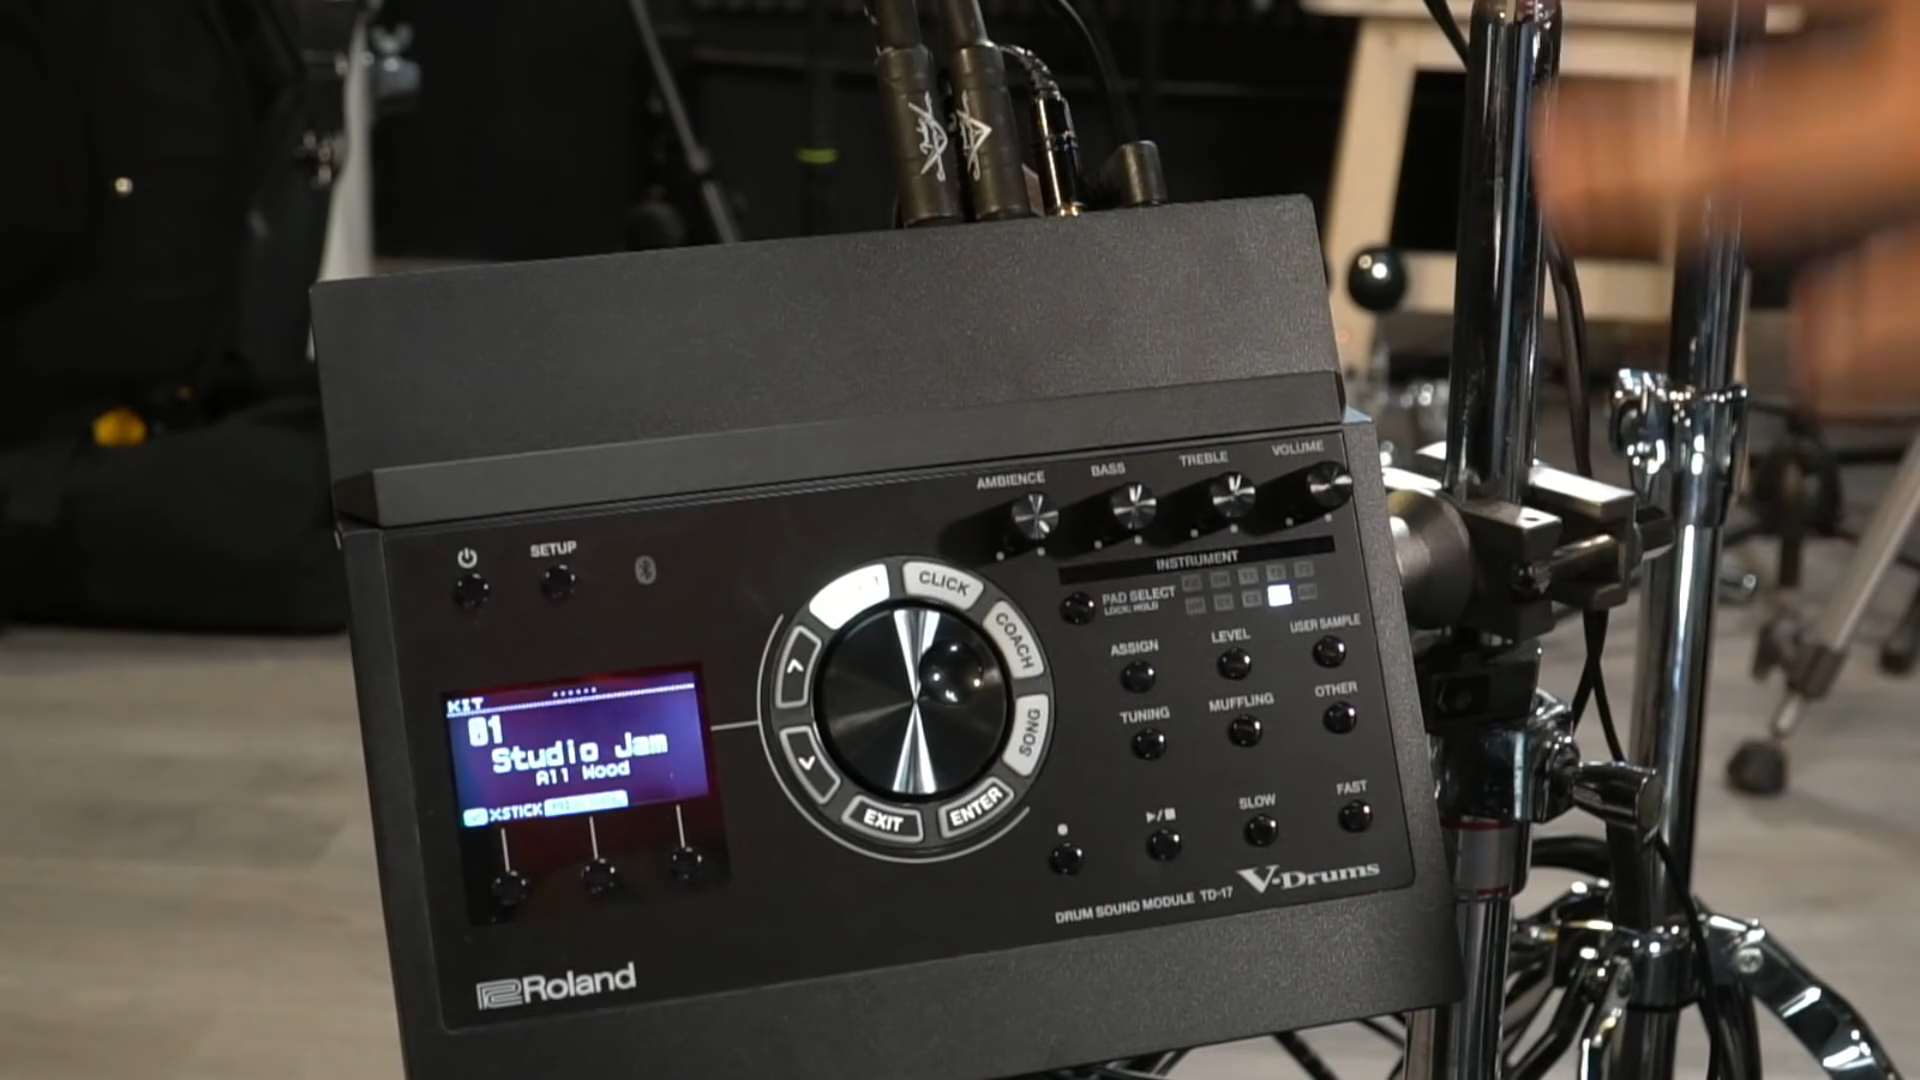 AMBIENCE
BASS
TREBLE
VOLUME
SETUP
INSTRUMENT
PAD SELECT
LOCK: HOLD
CLICK
COACH
SONG
ENTER
EXIT
ASSIGN
LEVEL
USER SAMPLE
TUNING
MUFFLING
OTHER
SLOW
FAST
KIT
01
Studio Jam
All Wood
XSTICK
DRUM SOUND MODULE TD-17
V-Drums
Roland